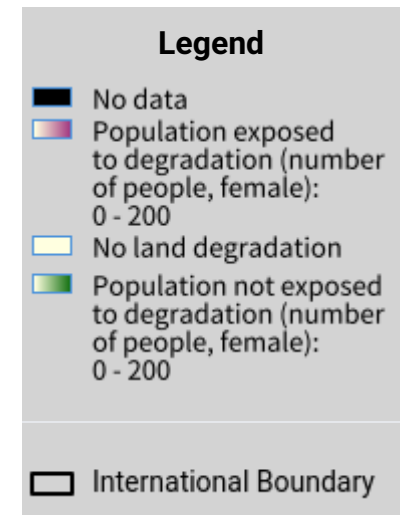 Legend
No data
Population exposed
to degradation (number
of people, female):
0 - 200
No land degradation
Population not exposed
to degradation (number
of people, female):
0 - 200
International Boundary